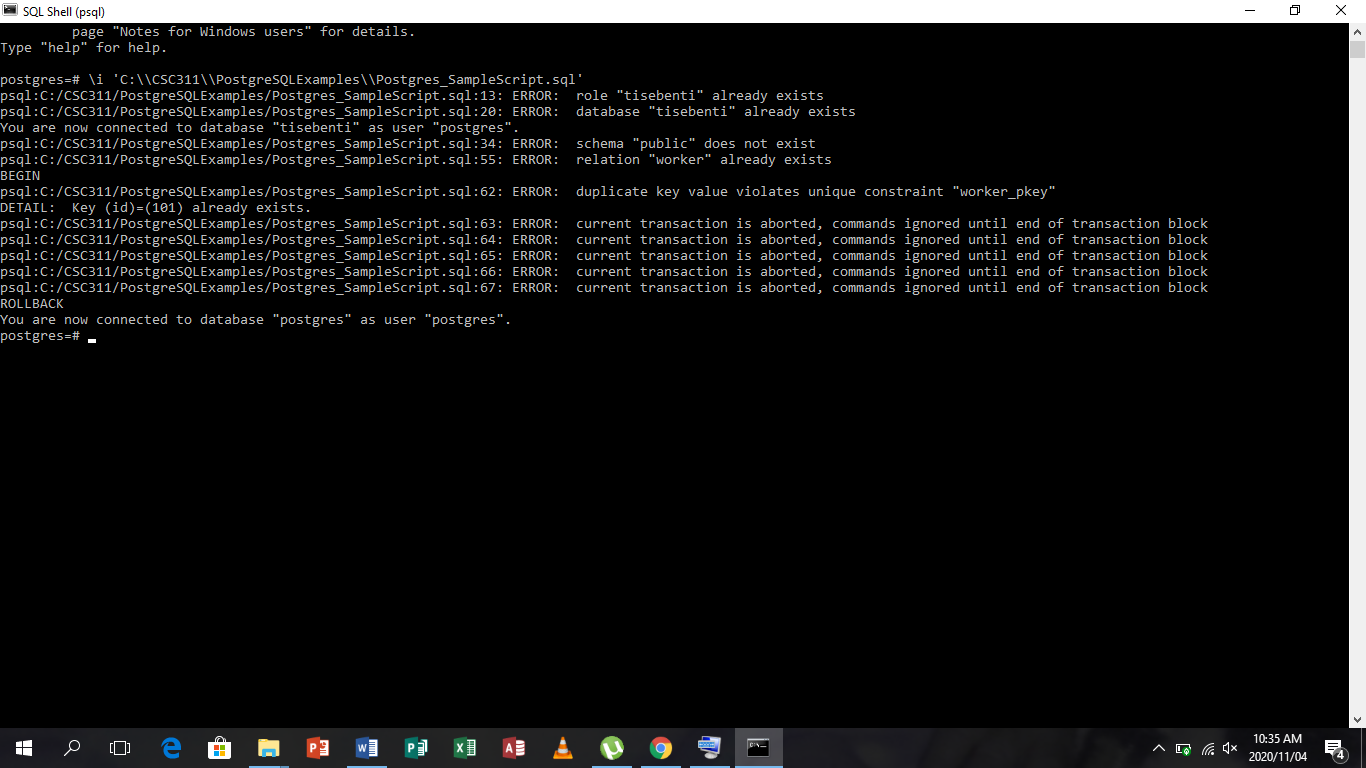 SQL Shell (psql)
page "Notes for Windows users" for details.
Type "help" for help.
postgres=# \i 'C:\\CSC311\\PostgreSQLExamples\\Postgres_SampleScript.sql'
psql:C:/CSC311/PostgreSQLExamples/Postgres_SampleScript.sql:13: ERROR:  role "tisebenti" already exists
psql:C:/CSC311/PostgreSQLExamples/Postgres_SampleScript.sql:20: ERROR:  database "tisebenti" already exists
You are now connected to database "tisebenti" as user "postgres".
psql:C:/CSC311/PostgreSQLExamples/Postgres_SampleScript.sql:34: ERROR:  schema "public" does not exist
psql:C:/CSC311/PostgreSQLExamples/Postgres_SampleScript.sql:55: ERROR:  relation "worker" already exists
BEGIN
psql:C:/CSC311/PostgreSQLExamples/Postgres_SampleScript.sql:62: ERROR:  duplicate key value violates unique constraint "worker_pkey"
DETAIL:  Key (id)=(101) already exists.
psql:C:/CSC311/PostgreSQLExamples/Postgres_SampleScript.sql:63: ERROR:  current transaction is aborted, commands ignored until end of transaction block
psql:C:/CSC311/PostgreSQLExamples/Postgres_SampleScript.sql:64: ERROR:  current transaction is aborted, commands ignored until end of transaction block
psql:C:/CSC311/PostgreSQLExamples/Postgres_SampleScript.sql:65: ERROR:  current transaction is aborted, commands ignored until end of transaction block
psql:C:/CSC311/PostgreSQLExamples/Postgres_SampleScript.sql:66: ERROR:  current transaction is aborted, commands ignored until end of transaction block
psql:C:/CSC311/PostgreSQLExamples/Postgres_SampleScript.sql:67: ERROR:  current transaction is aborted, commands ignored until end of transaction block
ROLLBACK
You are now connected to database "postgres" as user "postgres".
postgres=#
10:35 AM
2020/11/04
4